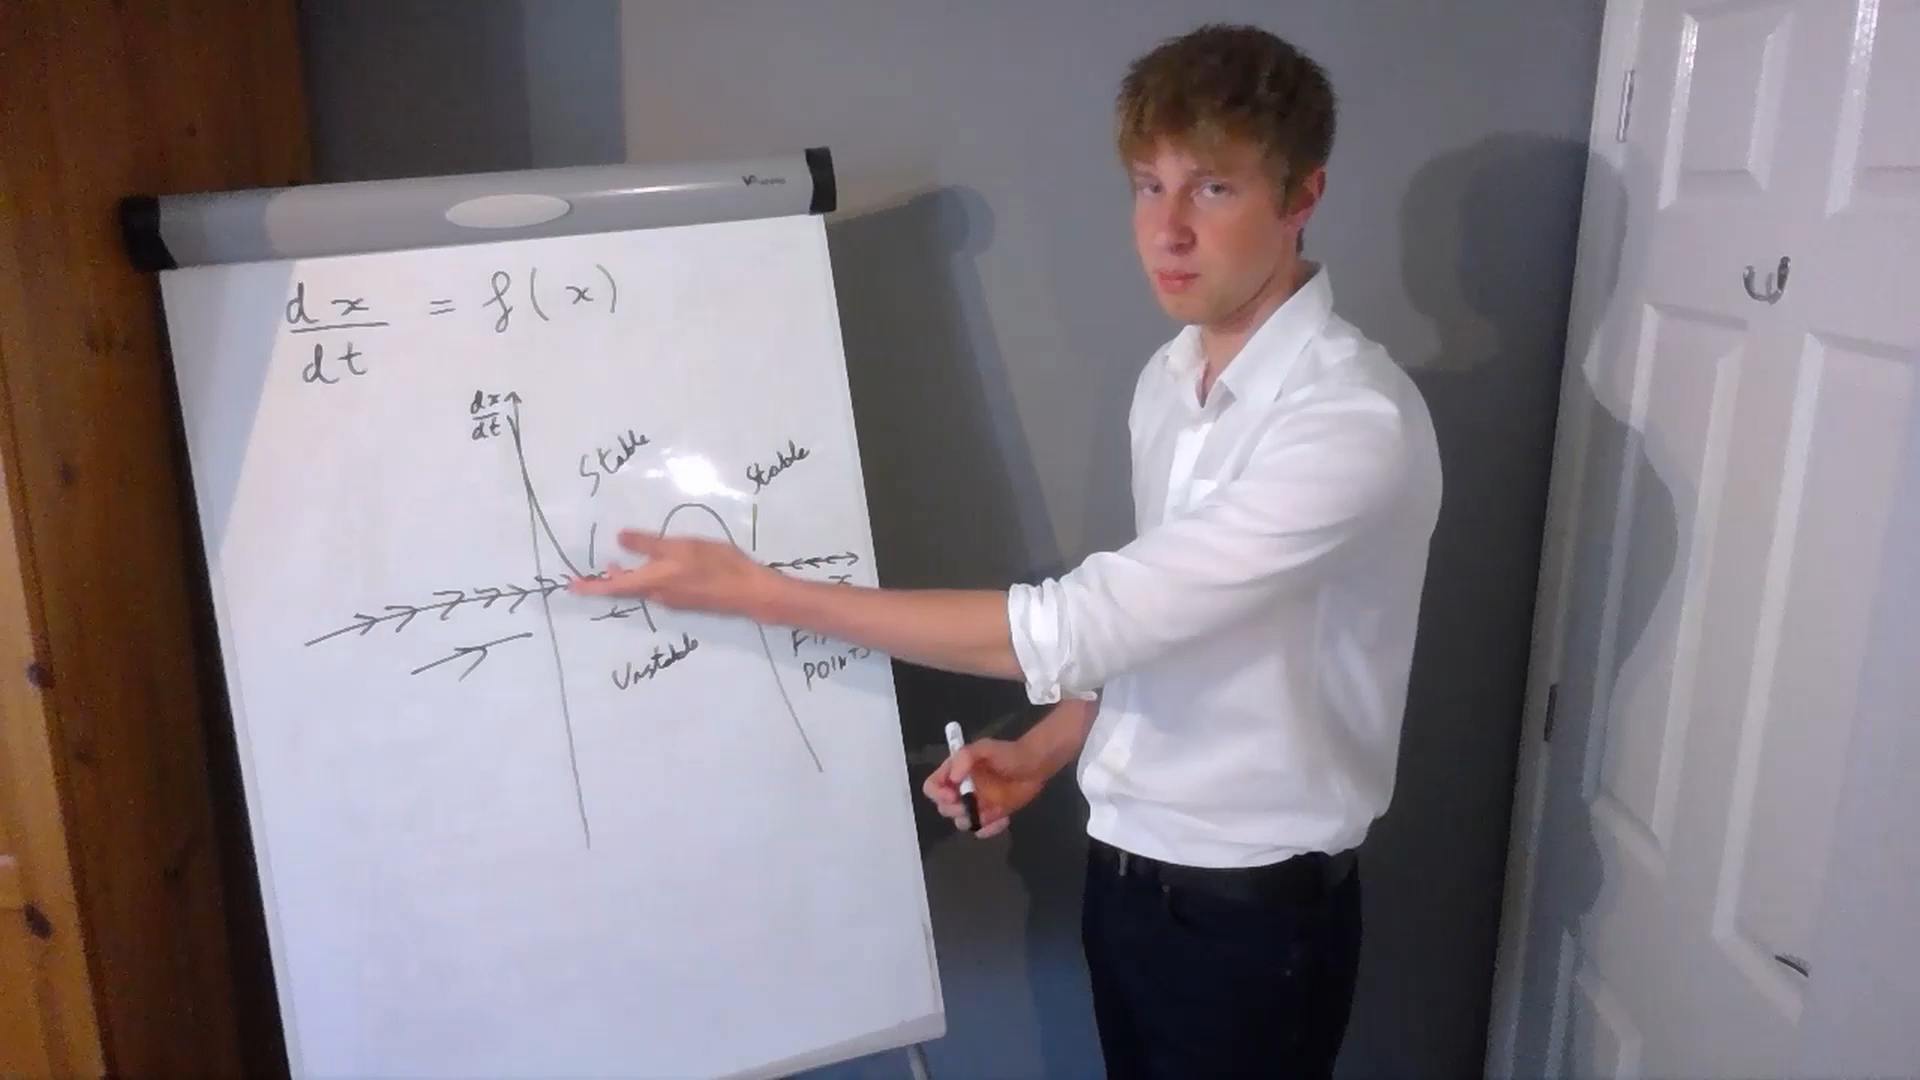 dx/dt = f(x)
dx/dt
Stable
Stable
x
Unstable
POINTS